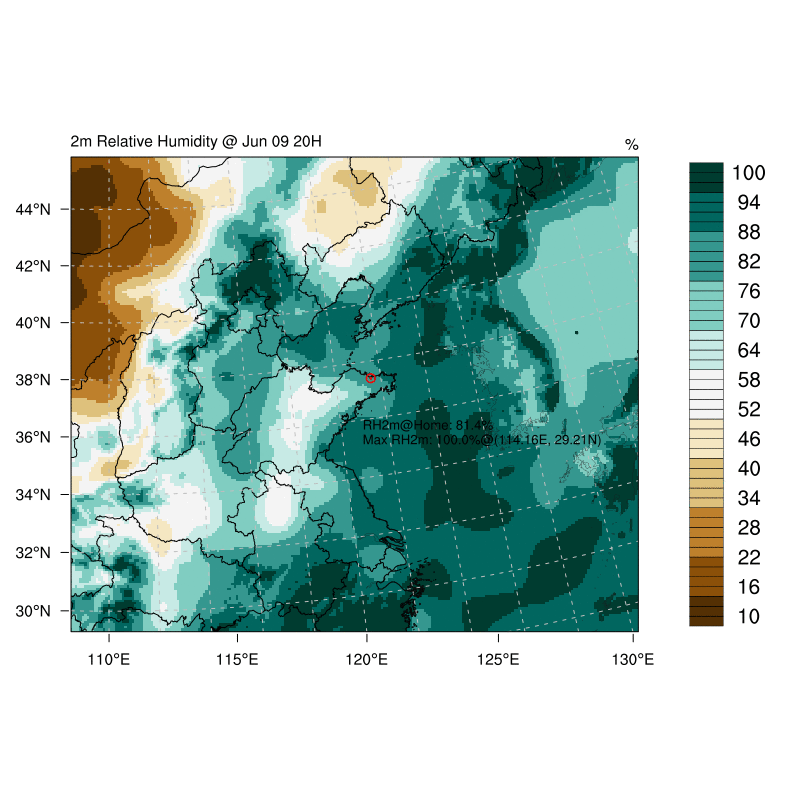 2m Relative Humidity @ Jun 09 20H
%
100
94
88
82
76
70
64
58
52
46
40
34
28
22
16
10
44°N
42°N
40°N
38°N
36°N
34°N
32°N
30°N
RH2m@Home: 81.4%
Max RH2m: 100.0%@(114.16E, 29.21N)
110°E 115°E 120°E 125°E 130°E